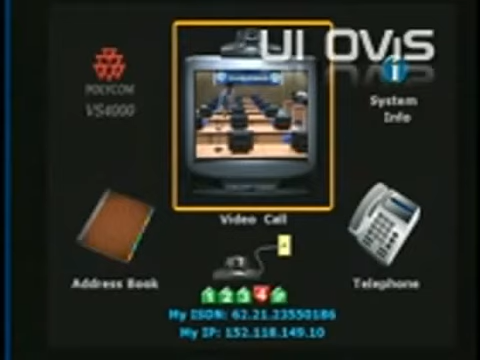 UI OVIS
POLYCOM
VS4000
System
Info
Video Call
Address Book
Telephone
1 2 3 4
My ISDN: 62.21.23550186
My IP: 152.118.149.10